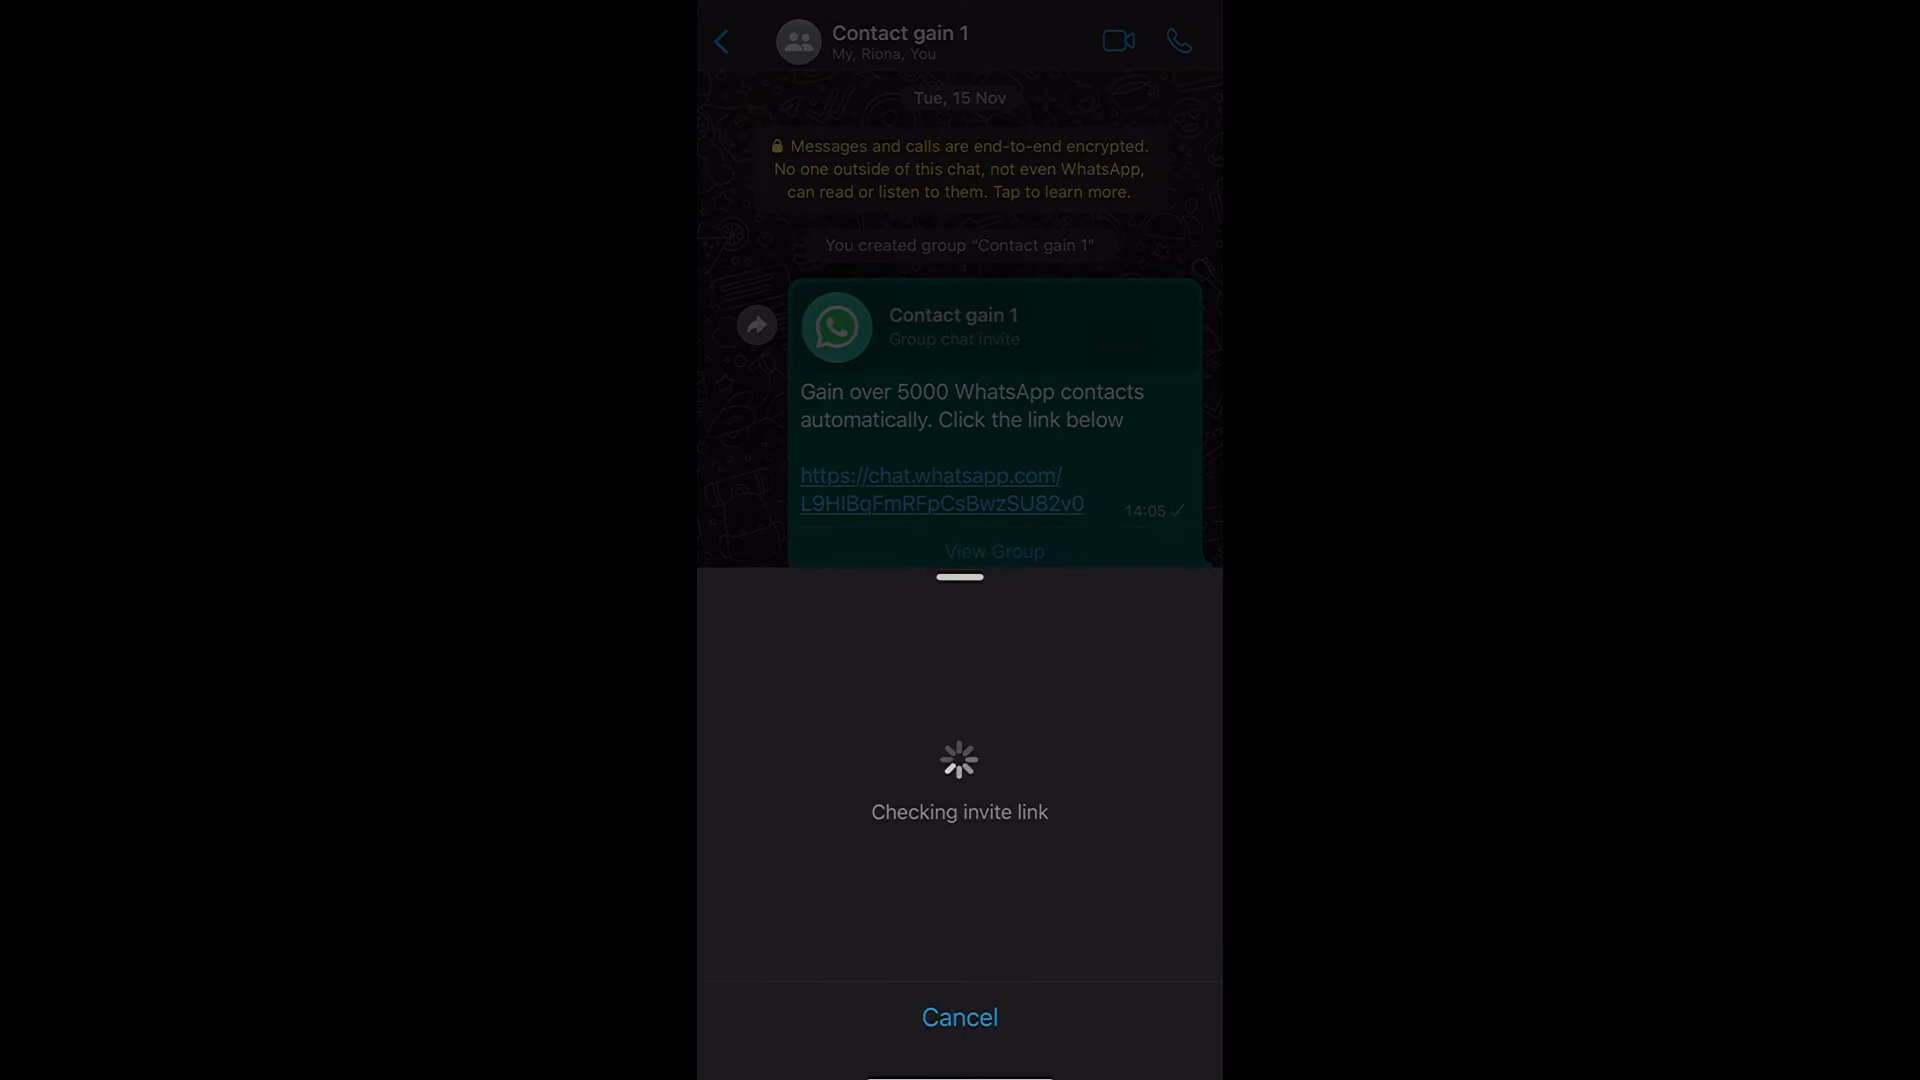 Contact gain 1
My, Riona, You
Tue, 15 Nov
Messages and calls are end-to-end encrypted.
No one outside of this chat, not even WhatsApp,
can read or listen to them. Tap to learn more.
You created group “Contact gain 1”
Contact gain 1
Group chat invite
Gain over 5000 WhatsApp contacts
automatically. Click the link below
https://chat.whatsapp.com/
L9HIBqFmRFpCsBwzSU82v0
14:05
View Group
Checking invite link
Cancel